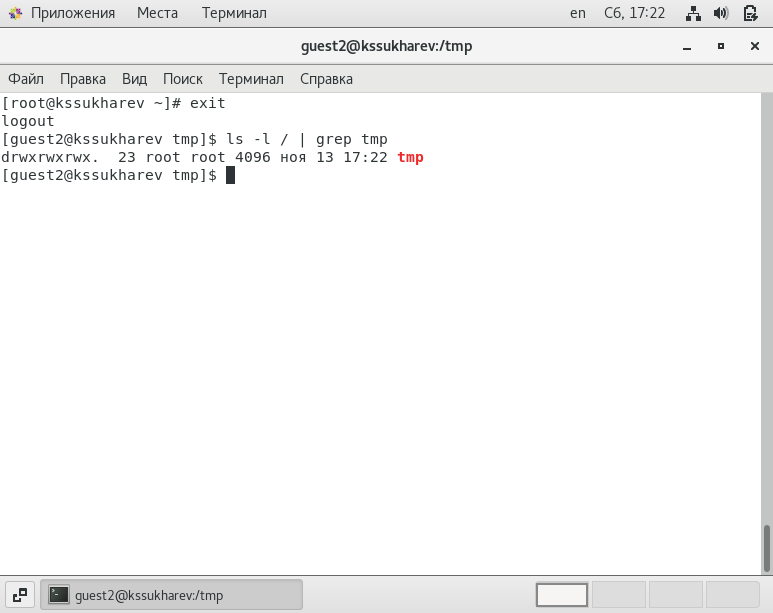 Приложения Места Терминал en Сб, 17:22
guest2@kssukharev:/tmp
Файл Правка Вид Поиск Терминал Справка
[root@kssukharev ~]# exit
logout
[guest2@kssukharev tmp]$ ls -l / | grep tmp
drwxrwxrwx.  23 root root 4096 ноя 13 17:22 tmp
[guest2@kssukharev tmp]$
guest2@kssukharev:/tmp